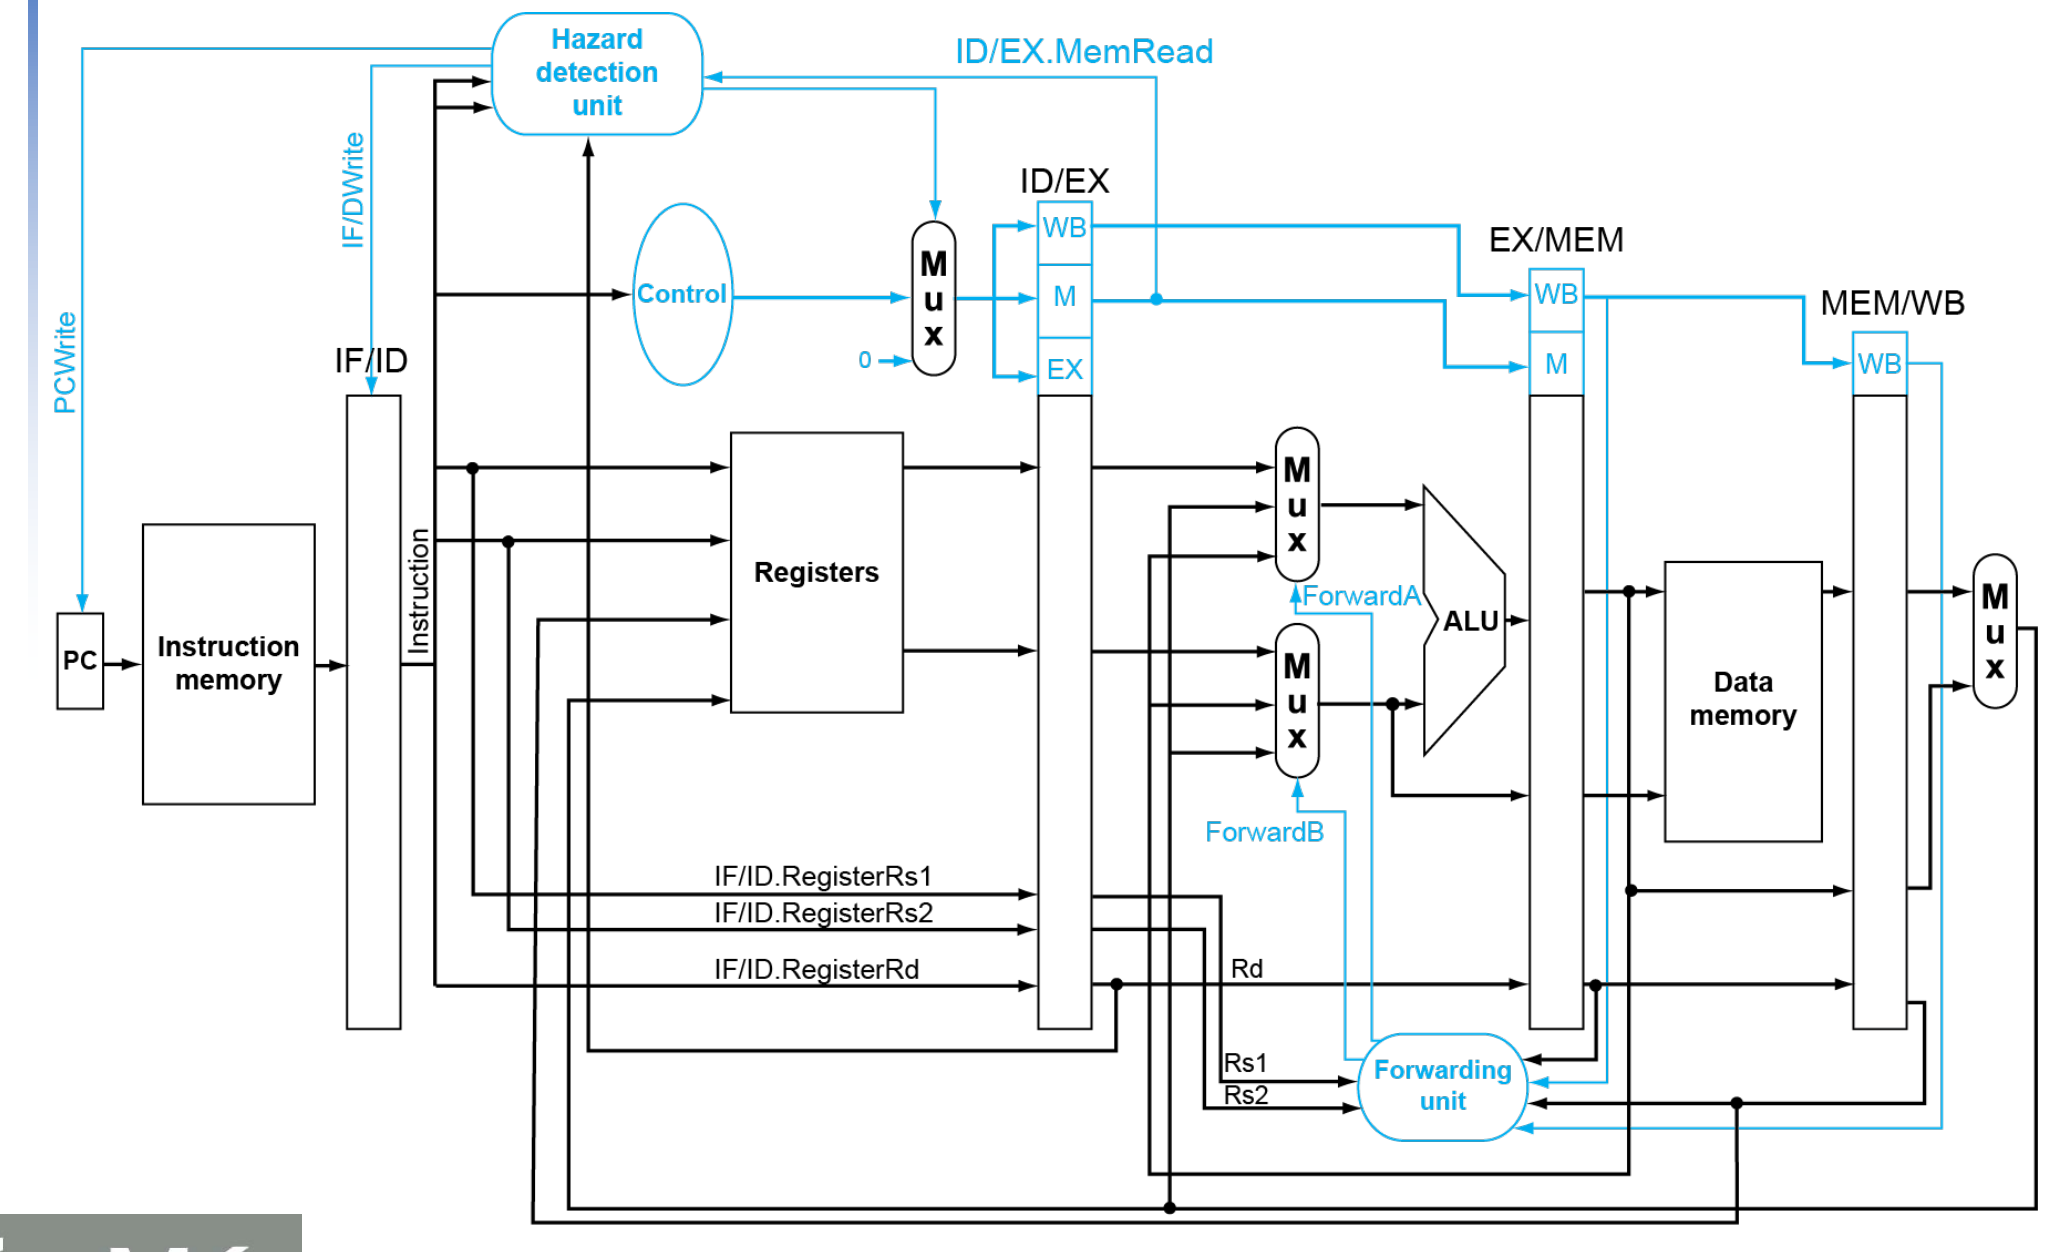 Hazard
detection
unit
ID/EX.MemRead
IF/DWrite
PCWrite
ID/EX
WB
M
EX
Control
0
M
u
x
EX/MEM
WB
M
MEM/WB
WB
IF/ID
Instruction
PC
Instruction
memory
Registers
M
u
x
ForwardA
M
u
x
ForwardB
ALU
Data
memory
M
u
x
IF/ID.RegisterRs1
IF/ID.RegisterRs2
IF/ID.RegisterRd
Rd
Rs1
Rs2
Forwarding
unit